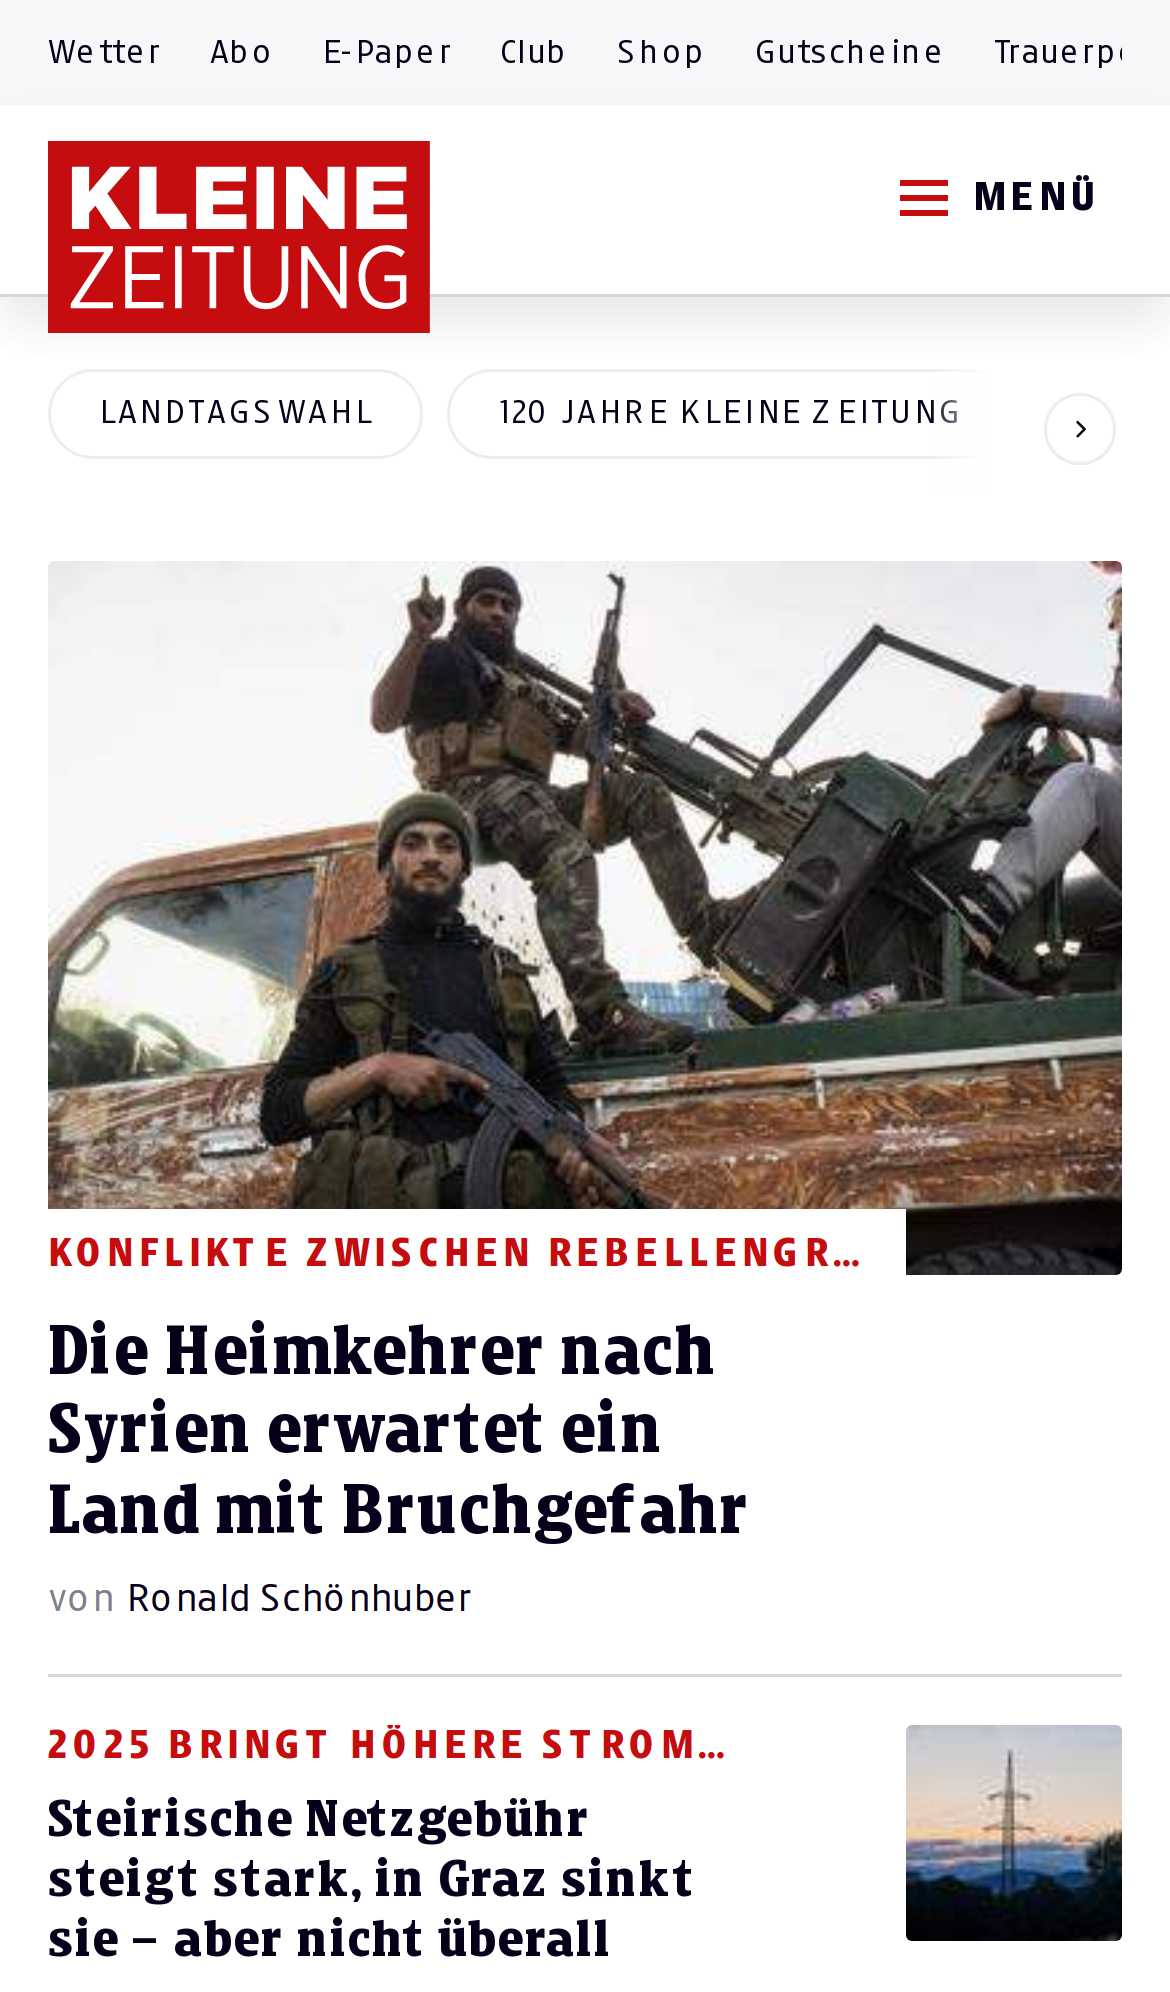 Wetter Abo E-Paper Club Shop Gutscheine
KLEINE
ZEITUNG
MENÜ
LANDTAGSWAHL 120 JAHRE KLEINE ZEITUNG
KONFLIKTE ZWISCHEN REBELLENGR…
Die Heimkehrer nach
Syrien erwartet ein
Land mit Bruchgefahr
von Ronald Schönhuber
2025 BRINGT HÖHERE STROM…
Steirische Netzgebühr
steigt stark, in Graz sinkt
sie – aber nicht überall